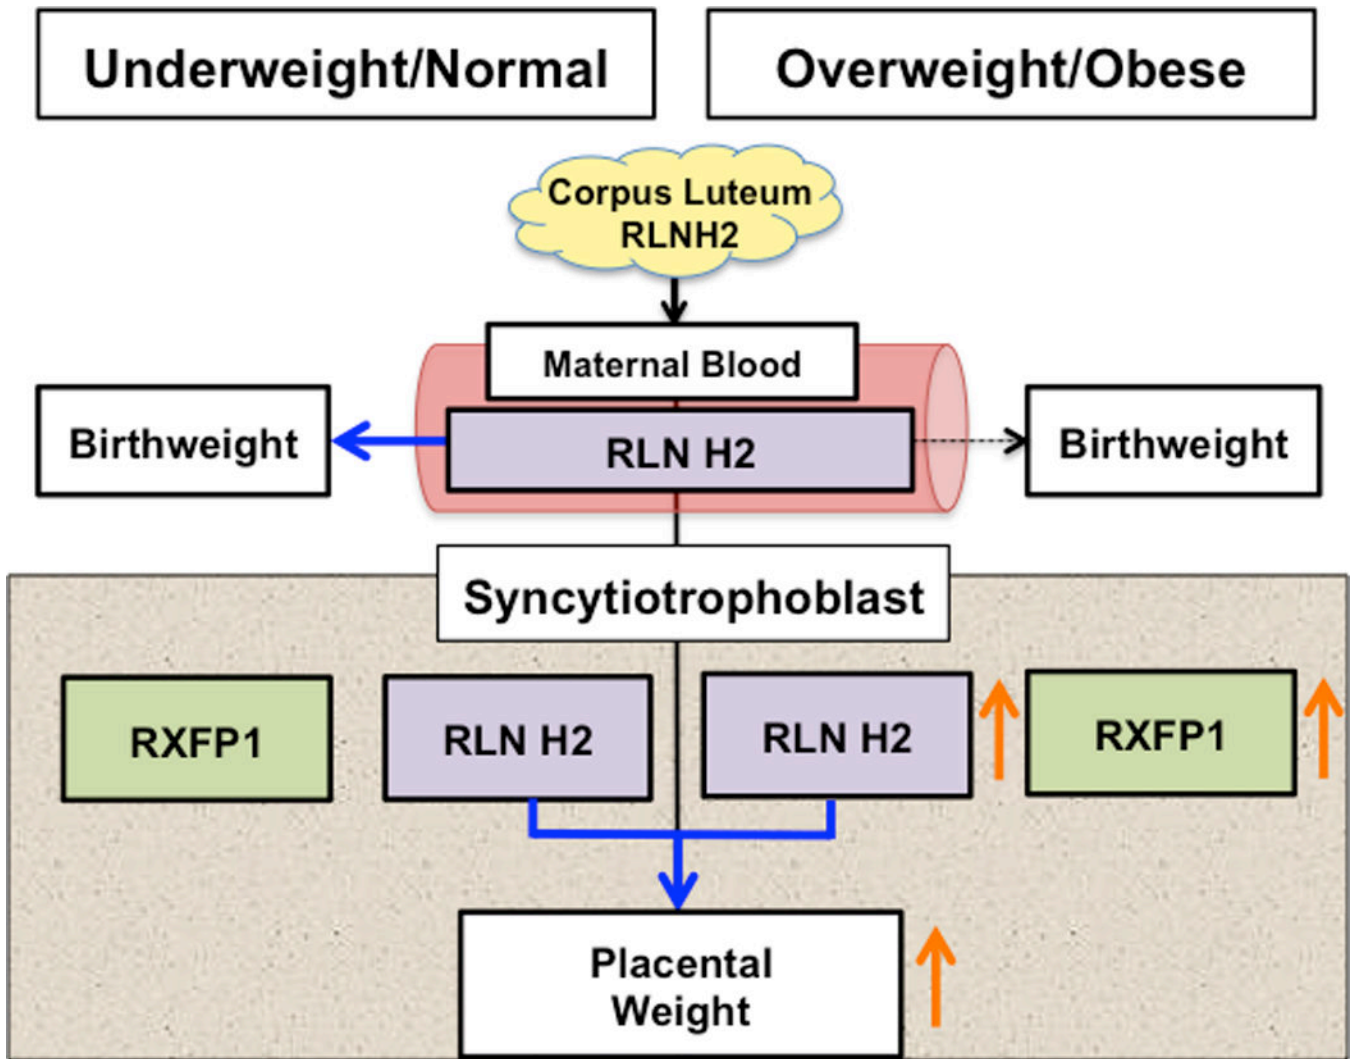 Underweight/Normal
Overweight/Obese
Corpus Luteum
RLNH2
Maternal Blood
Birthweight
RLN H2
Birthweight
Syncytiotrophoblast
RXFP1
RLN H2
RLN H2
RXFP1
Placental
Weight